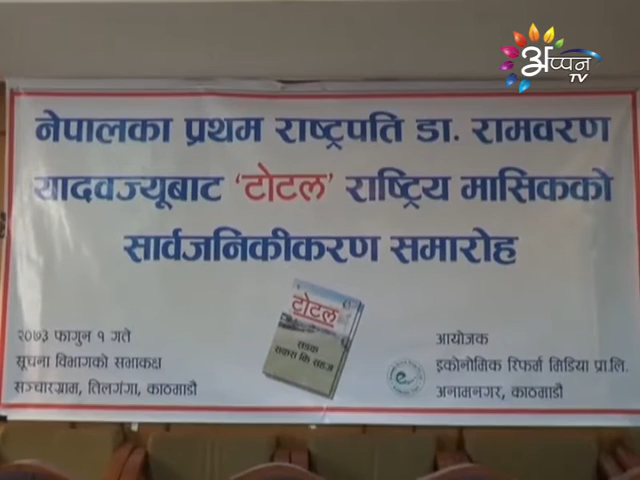 अप्पन
TV
नेपालका प्रथम राष्ट्रपति डा. रामवरण
यादवज्यूबाट ‘टोटल’ राष्ट्रिय मासिकको
सार्वजनिकीकरण समारोह
टोटल
सडक
२०७३ फागुन १ गते
सूचना विभागको सभाकक्ष
सञ्चारग्राम, तिलगंगा, काठमाडौ
आयोजक
इकोनोमिक रिफर्म मिडिया प्रा.लि.
अनामनगर, काठमाडौ